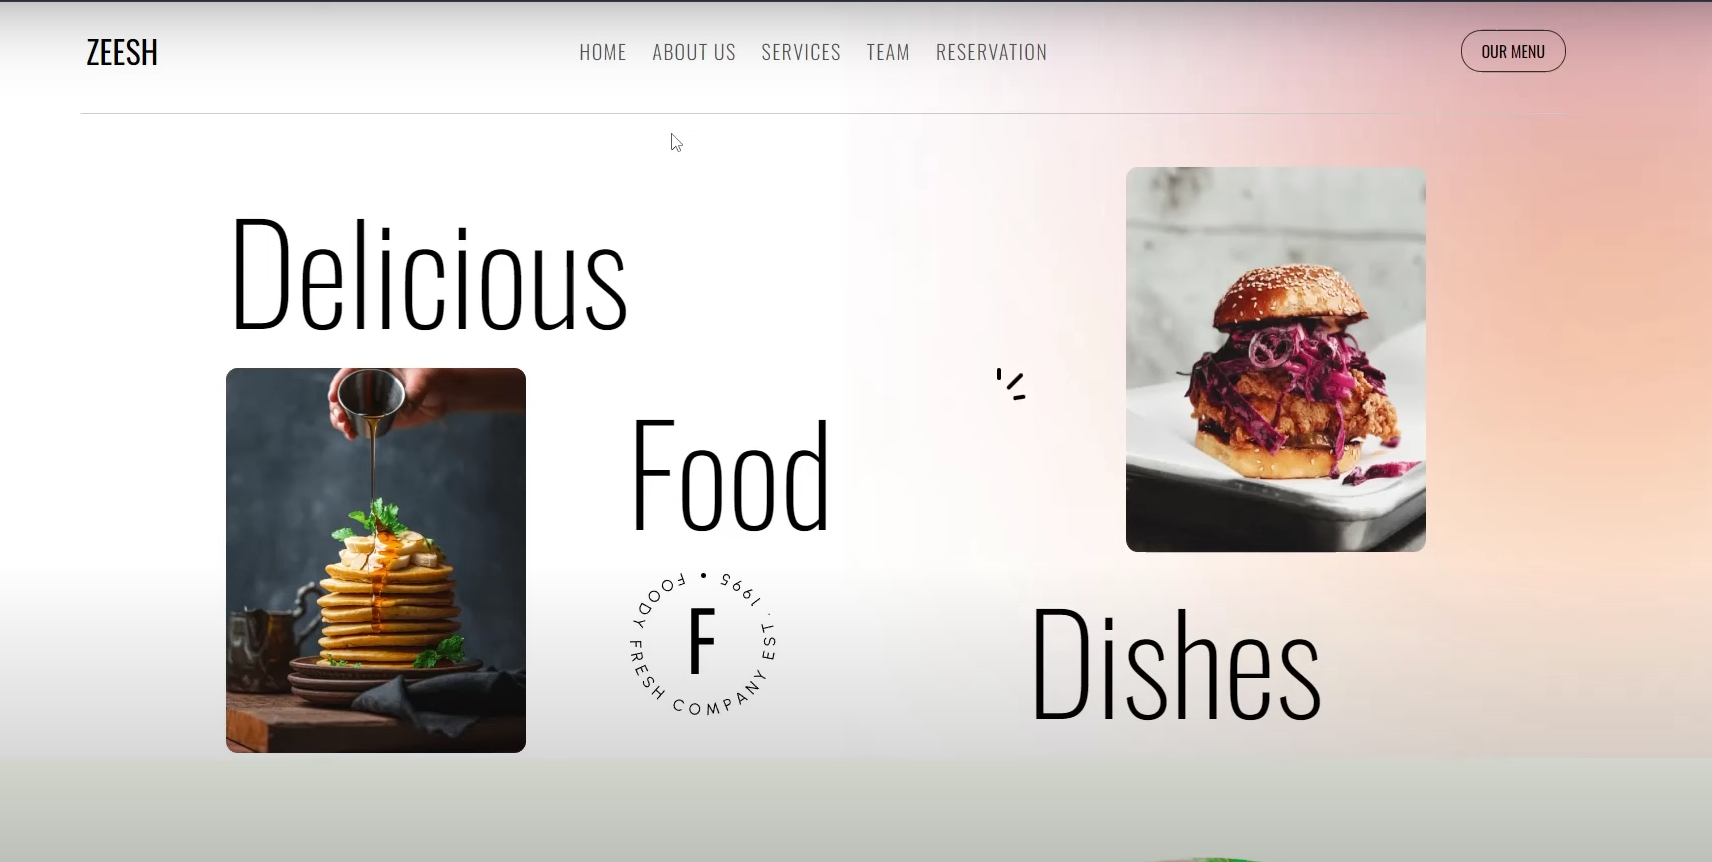 ZEESH
HOME ABOUT US SERVICES TEAM RESERVATION
OUR MENU
Delicious
Food
Dishes
FOODY FRESH COMPANY EST. 1995 •
F